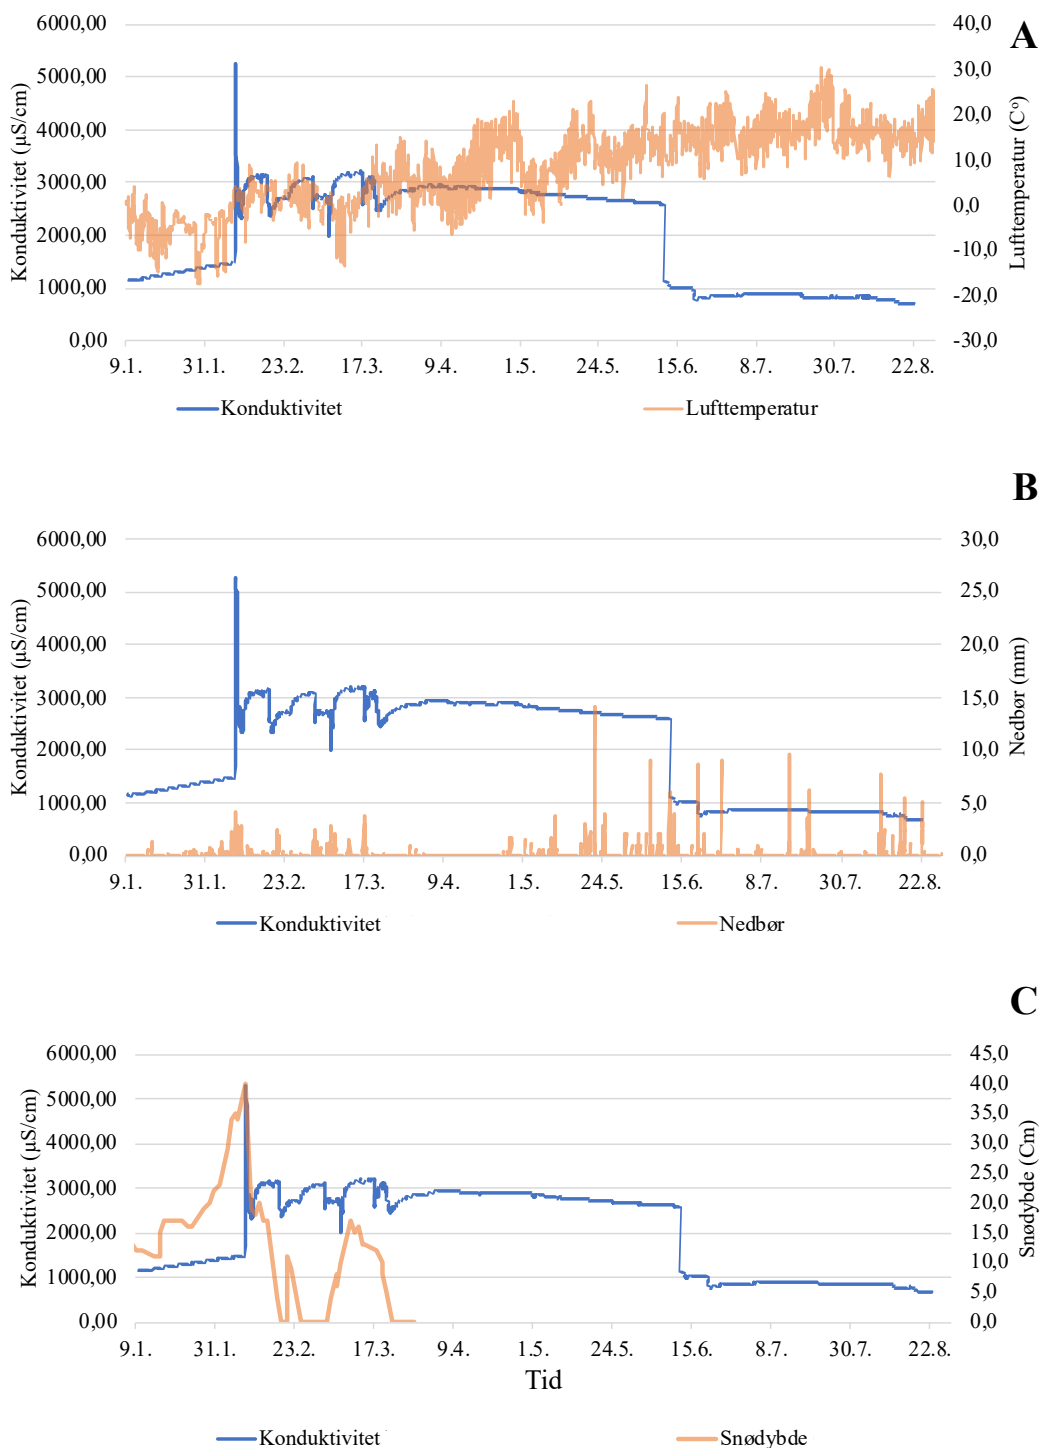 A
Konduktivitet (µS/cm)
6000,00
5000,00
4000,00
3000,00
2000,00
1000,00
0,00
40,0
30,0
20,0
10,0
0,0
-10,0
-20,0
-30,0
Lufttemperatur (C°)
9.1. 31.1. 23.2. 17.3. 9.4. 1.5. 24.5. 15.6. 8.7. 30.7. 22.8.
Konduktivitet Lufttemperatur
B
Konduktivitet (µS/cm)
6000,00
5000,00
4000,00
3000,00
2000,00
1000,00
0,00
30,0
25,0
20,0
15,0
10,0
5,0
0,0
Nedbør (mm)
9.1. 31.1. 23.2. 17.3. 9.4. 1.5. 24.5. 15.6. 8.7. 30.7. 22.8.
Konduktivitet Nedbør
C
Konduktivitet (µS/cm)
6000,00
5000,00
4000,00
3000,00
2000,00
1000,00
0,00
45,0
40,0
35,0
30,0
25,0
20,0
15,0
10,0
5,0
0,0
Snødybde (Cm)
9.1. 31.1. 23.2. 17.3. 9.4. 1.5. 24.5. 15.6. 8.7. 30.7. 22.8.
Tid
Konduktivitet Snødybde